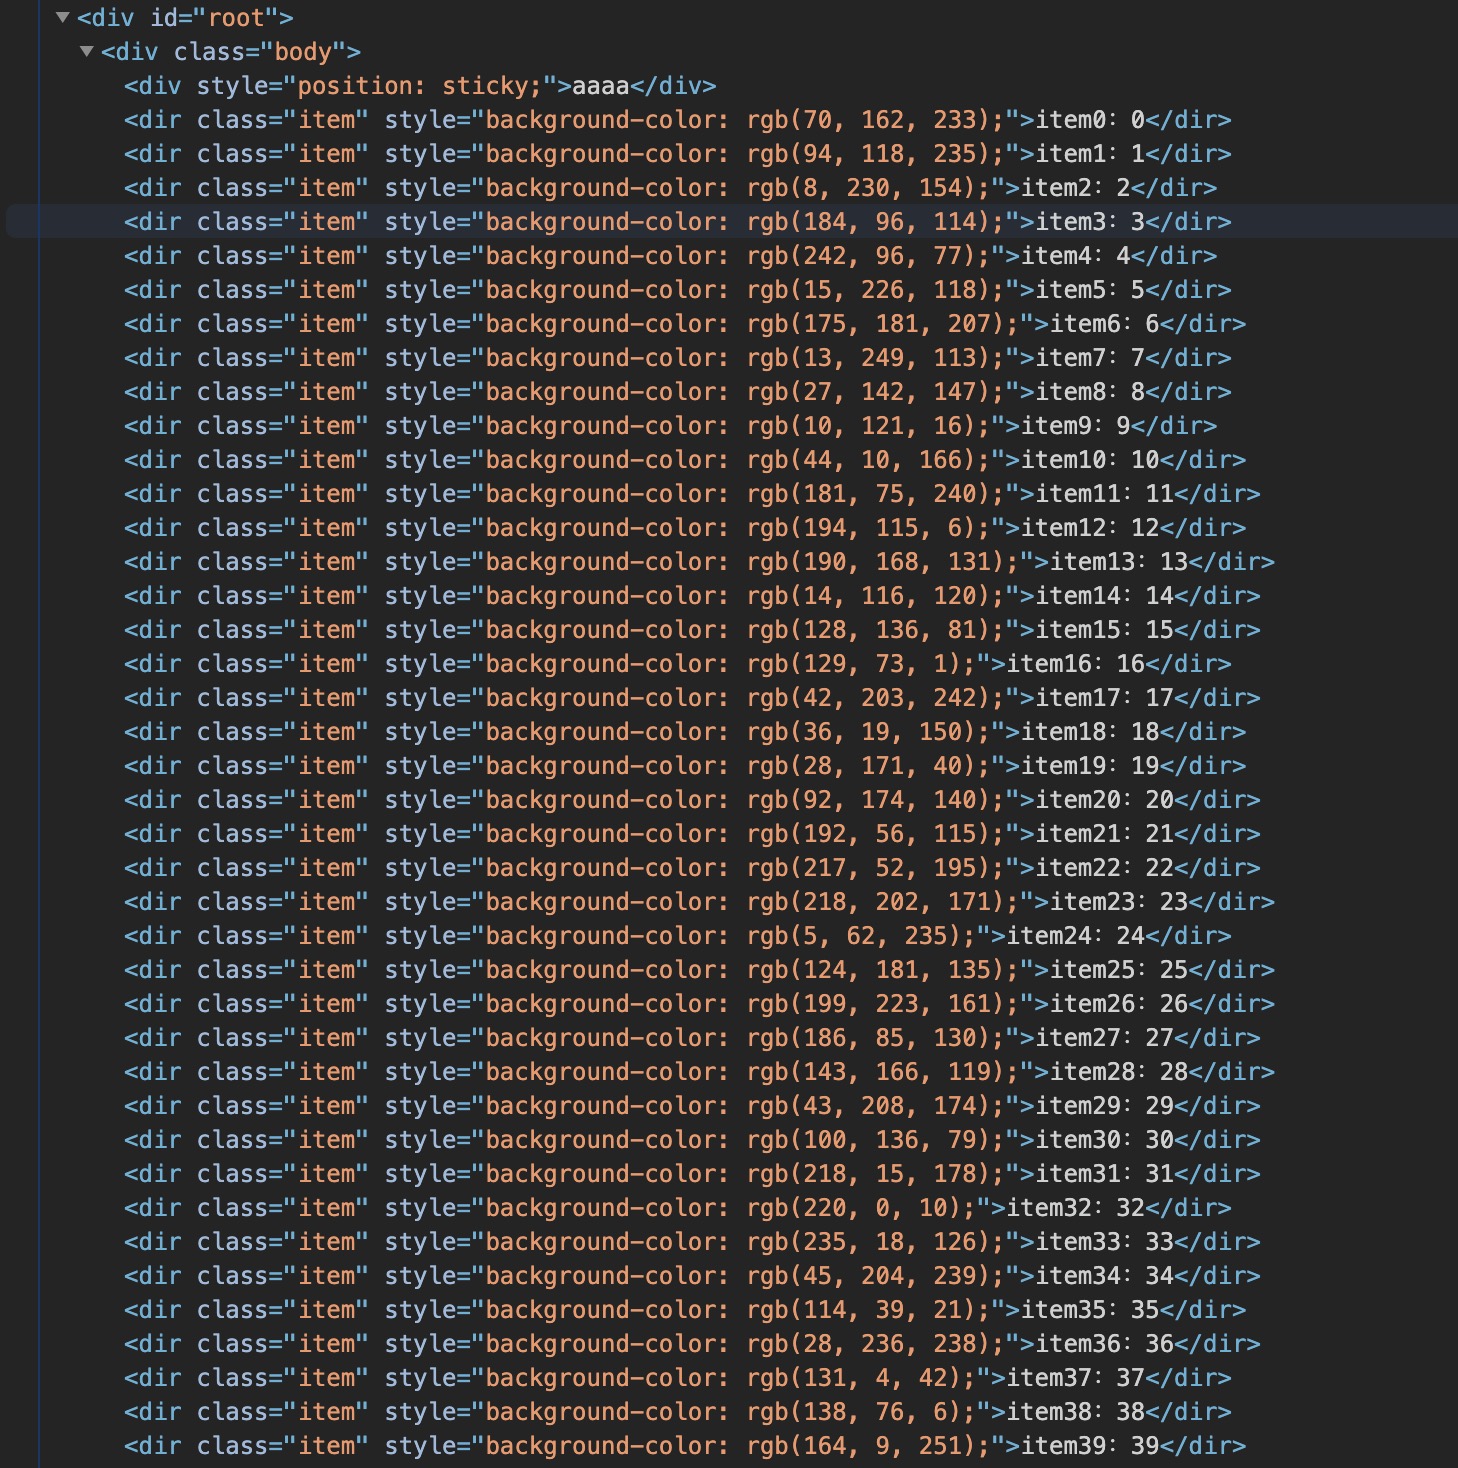 ▼<div id="root">
▼<div class="body">
<div style="position: sticky;">aaaa</div>
<dir class="item" style="background-color: rgb(70, 162, 233);">item0: 0</dir>
<dir class="item" style="background-color: rgb(94, 118, 235);">item1: 1</dir>
<dir class="item" style="background-color: rgb(8, 230, 154);">item2: 2</dir>
<dir class="item" style="background-color: rgb(184, 96, 114);">item3: 3</dir>
<dir class="item" style="background-color: rgb(242, 96, 77);">item4: 4</dir>
<dir class="item" style="background-color: rgb(15, 226, 118);">item5: 5</dir>
<dir class="item" style="background-color: rgb(175, 181, 207);">item6: 6</dir>
<dir class="item" style="background-color: rgb(13, 249, 113);">item7: 7</dir>
<dir class="item" style="background-color: rgb(27, 142, 147);">item8: 8</dir>
<dir class="item" style="background-color: rgb(10, 121, 16);">item9: 9</dir>
<dir class="item" style="background-color: rgb(44, 10, 166);">item10: 10</dir>
<dir class="item" style="background-color: rgb(181, 75, 240);">item11: 11</dir>
<dir class="item" style="background-color: rgb(194, 115, 6);">item12: 12</dir>
<dir class="item" style="background-color: rgb(190, 168, 131);">item13: 13</dir>
<dir class="item" style="background-color: rgb(14, 116, 120);">item14: 14</dir>
<dir class="item" style="background-color: rgb(128, 136, 81);">item15: 15</dir>
<dir class="item" style="background-color: rgb(129, 73, 1);">item16: 16</dir>
<dir class="item" style="background-color: rgb(42, 203, 242);">item17: 17</dir>
<dir class="item" style="background-color: rgb(36, 19, 150);">item18: 18</dir>
<dir class="item" style="background-color: rgb(28, 171, 40);">item19: 19</dir>
<dir class="item" style="background-color: rgb(92, 174, 140);">item20: 20</dir>
<dir class="item" style="background-color: rgb(192, 56, 115);">item21: 21</dir>
<dir class="item" style="background-color: rgb(217, 52, 195);">item22: 22</dir>
<dir class="item" style="background-color: rgb(218, 202, 171);">item23: 23</dir>
<dir class="item" style="background-color: rgb(5, 62, 235);">item24: 24</dir>
<dir class="item" style="background-color: rgb(124, 181, 135);">item25: 25</dir>
<dir class="item" style="background-color: rgb(199, 223, 161);">item26: 26</dir>
<dir class="item" style="background-color: rgb(186, 85, 130);">item27: 27</dir>
<dir class="item" style="background-color: rgb(143, 166, 119);">item28: 28</dir>
<dir class="item" style="background-color: rgb(43, 208, 174);">item29: 29</dir>
<dir class="item" style="background-color: rgb(100, 136, 79);">item30: 30</dir>
<dir class="item" style="background-color: rgb(218, 15, 178);">item31: 31</dir>
<dir class="item" style="background-color: rgb(220, 0, 10);">item32: 32</dir>
<dir class="item" style="background-color: rgb(235, 18, 126);">item33: 33</dir>
<dir class="item" style="background-color: rgb(45, 204, 239);">item34: 34</dir>
<dir class="item" style="background-color: rgb(114, 39, 21);">item35: 35</dir>
<dir class="item" style="background-color: rgb(28, 236, 238);">item36: 36</dir>
<dir class="item" style="background-color: rgb(131, 4, 42);">item37: 37</dir>
<dir class="item" style="background-color: rgb(138, 76, 6);">item38: 38</dir>
<dir class="item" style="background-color: rgb(164, 9, 251);">item39: 39</dir>